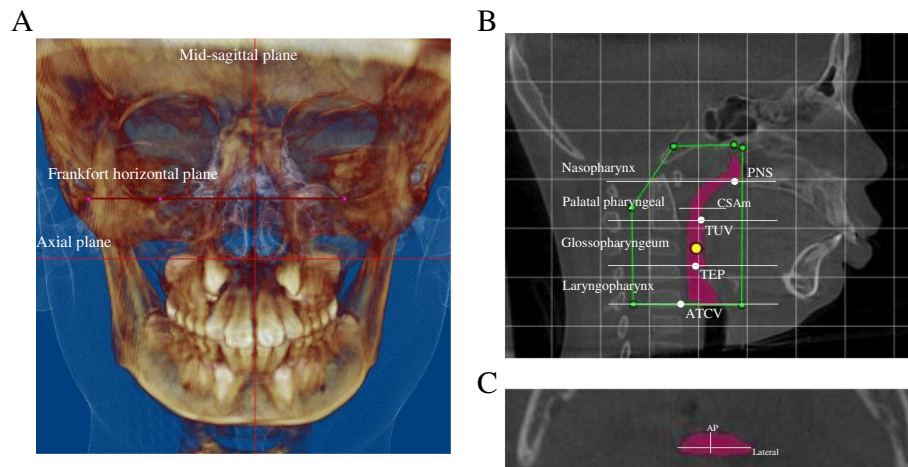 A
Mid-sagittal plane
Frankfort horizontal plane
Axial plane
B
Nasopharynx
PNS
Palatal pharyngeal
CSAm
TUV
Glossopharyngeum
TEP
Laryngopharynx
ATCV
C
AP
Lateral